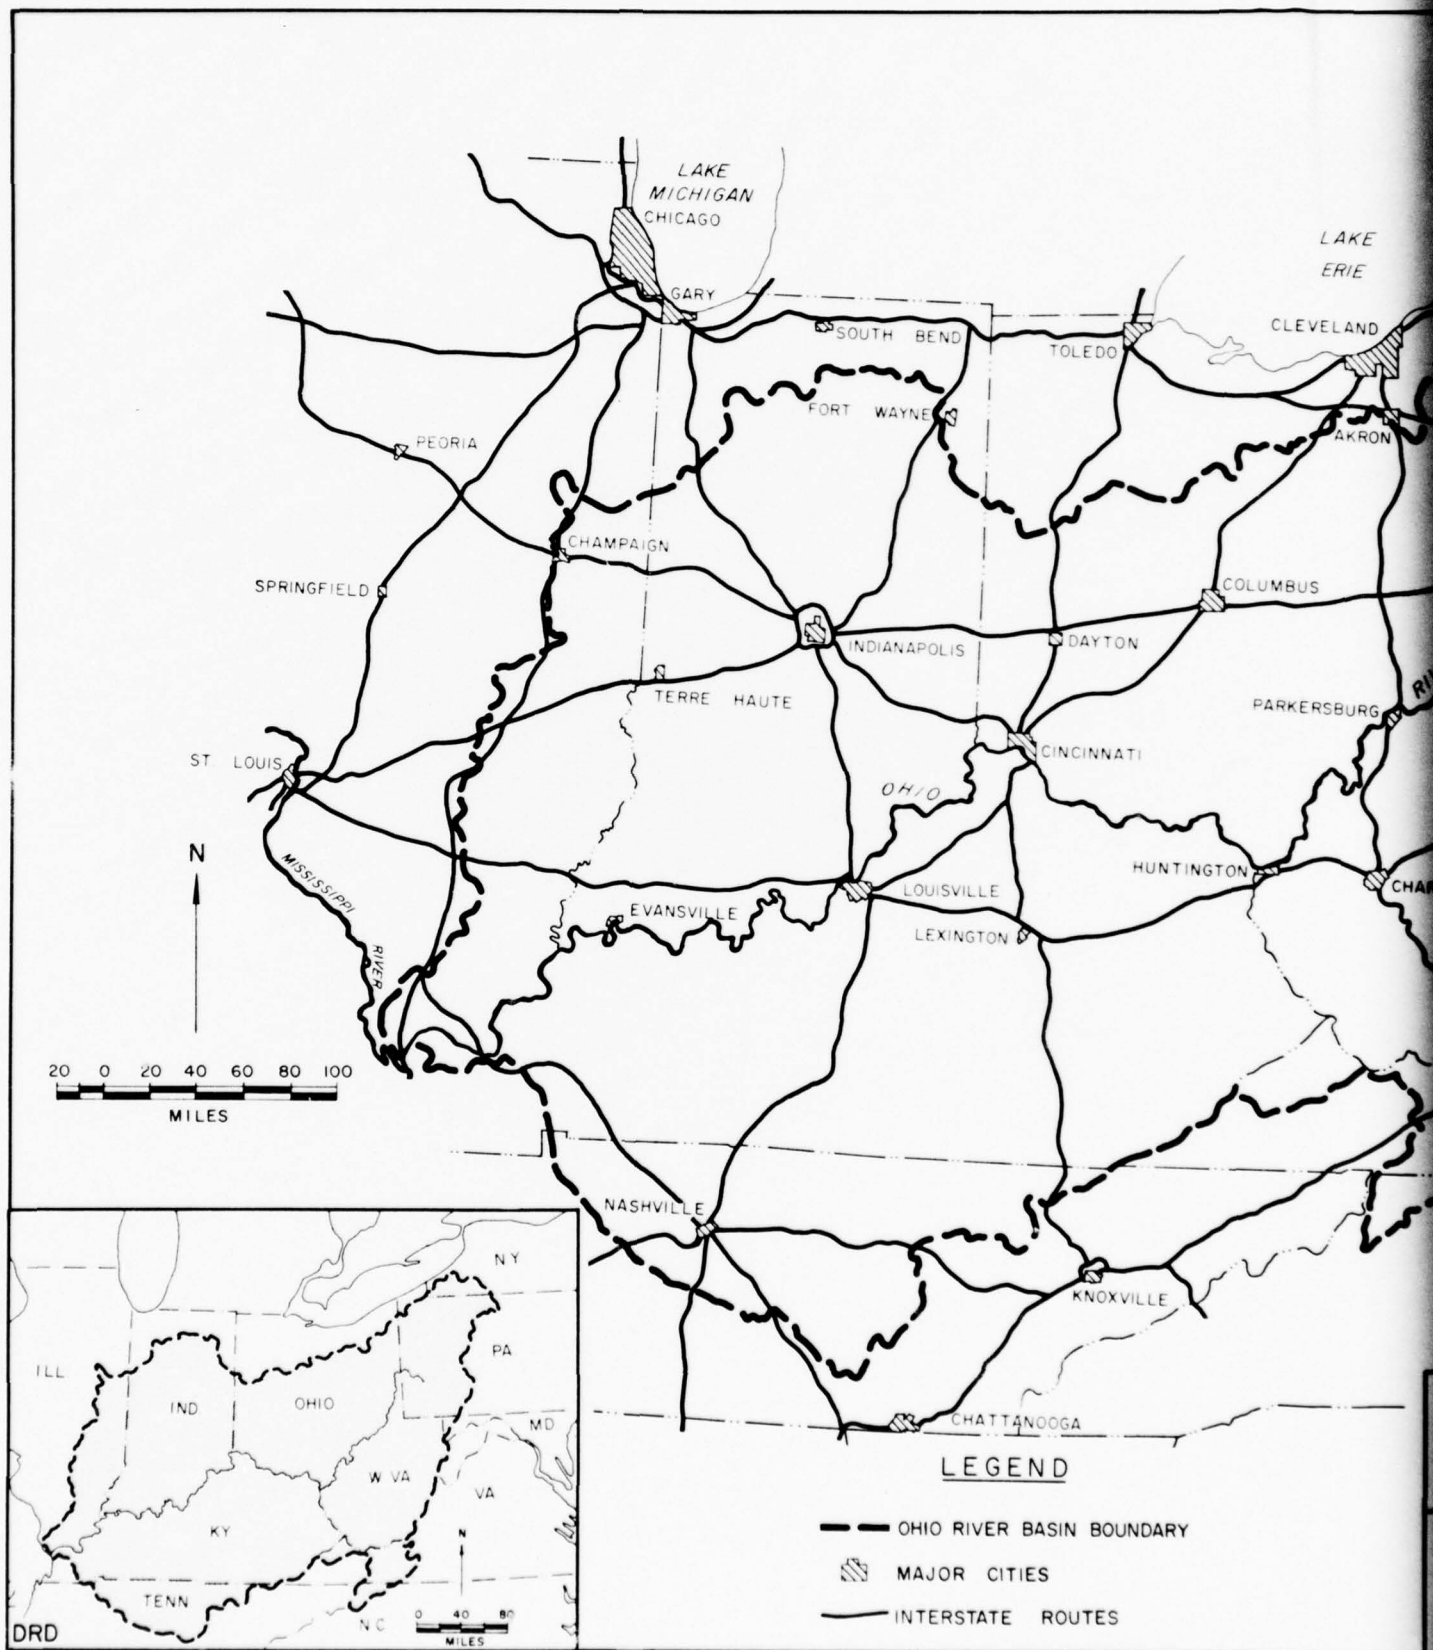 LAKE
MICHIGAN
CHICAGO
LAKE
ERIE
GARY
SOUTH BEND
TOLEDO
CLEVELAND
FORT WAYNE
AKRON
PEORIA
CHAMPAIGN
SPRINGFIELD
COLUMBUS
INDIANAPOLIS
DAYTON
TERRE HAUTE
PARKERSBURG
ST. LOUIS
CINCINNATI
OHIO
N
MISSISSIPPI
RIVER
HUNTINGTON
LOUISVILLE
EVANSVILLE
LEXINGTON
20 0 20 40 60 80 100
MILES
NASHVILLE
KNOXVILLE
CHATTANOOGA
NY
PA
ILL
IND
OHIO
MD
W VA
VA
KY
N
TENN
NC
0 40 80
MILES
DRD
LEGEND
OHIO RIVER BASIN BOUNDARY
MAJOR CITIES
INTERSTATE ROUTES